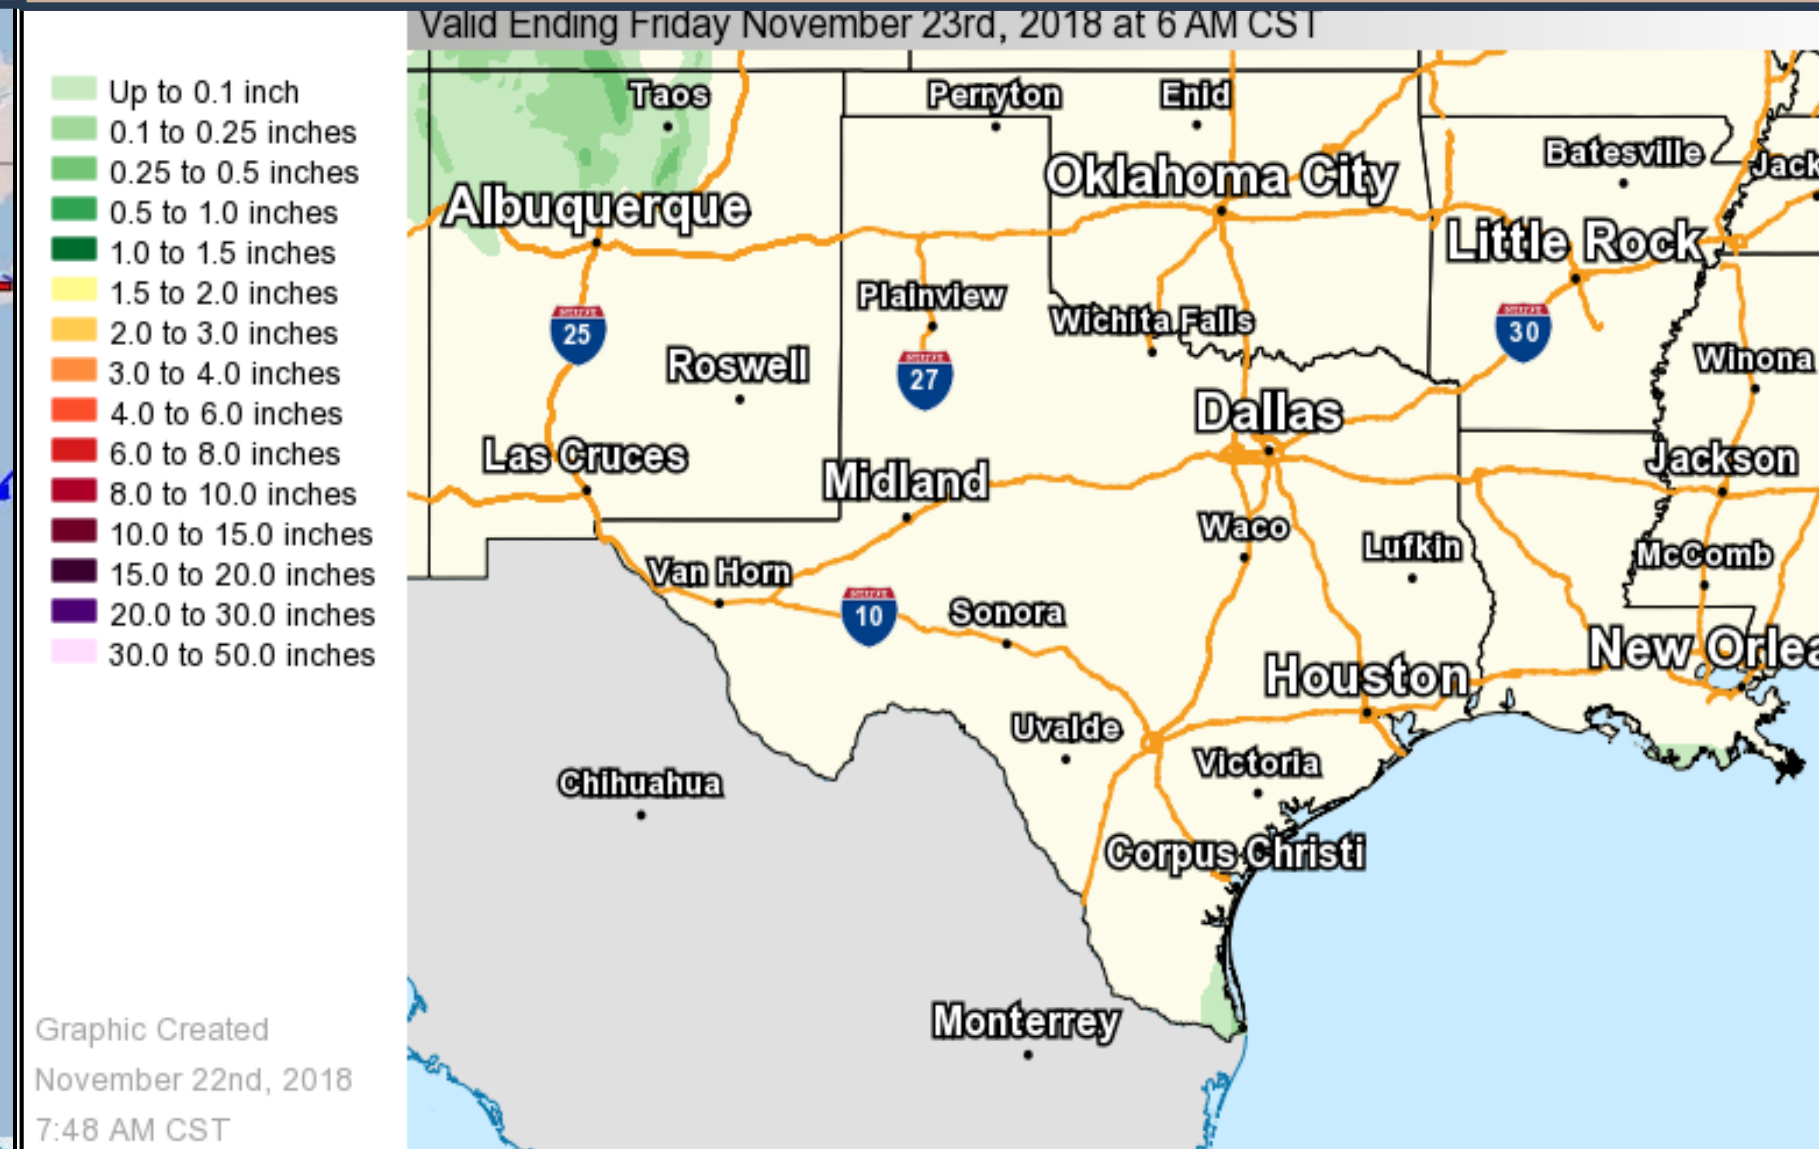 Valid Ending Friday November 23rd, 2018 at 6 AM CST
Up to 0.1 inch
0.1 to 0.25 inches
0.25 to 0.5 inches
0.5 to 1.0 inches
1.0 to 1.5 inches
1.5 to 2.0 inches
2.0 to 3.0 inches
3.0 to 4.0 inches
4.0 to 6.0 inches
6.0 to 8.0 inches
8.0 to 10.0 inches
10.0 to 15.0 inches
15.0 to 20.0 inches
20.0 to 30.0 inches
30.0 to 50.0 inches
Graphic Created
November 22nd, 2018
7:48 AM CST
Taos
Perryton
Enid
Batesville
Jack
Oklahoma City
Albuquerque
Little Rock
Plainview
Wichita Falls
25
30
Roswell
27
Winona
Dallas
Las Cruces
Midland
Jackson
Waco
Lufkin
McComb
Van Horn
10
Sonora
New Orlea
Houston
Uvalde
Victoria
Chihuahua
Corpus Christi
Monterrey